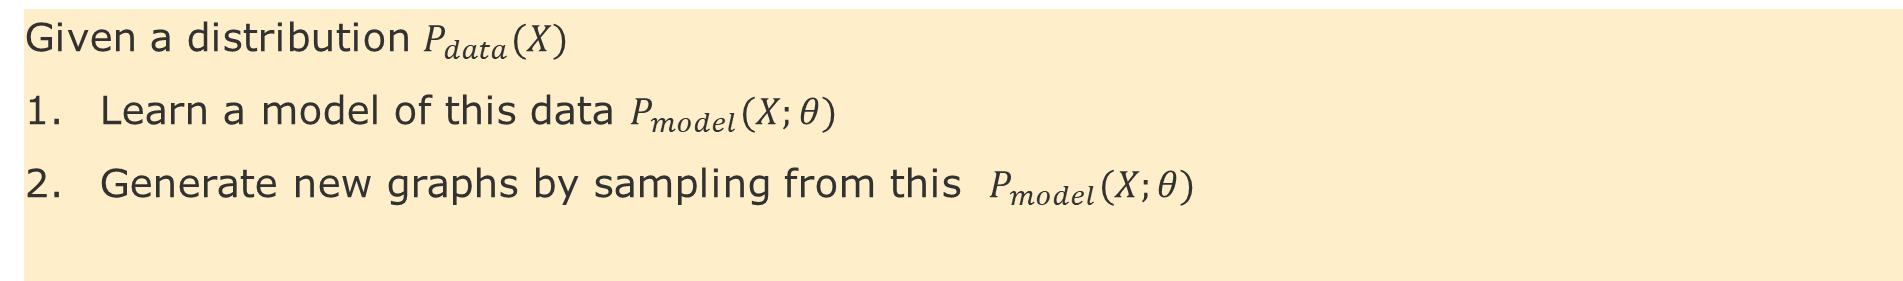 Given a distribution P_data(X)
1. Learn a model of this data P_model(X; θ)
2. Generate new graphs by sampling from this P_model(X; θ)